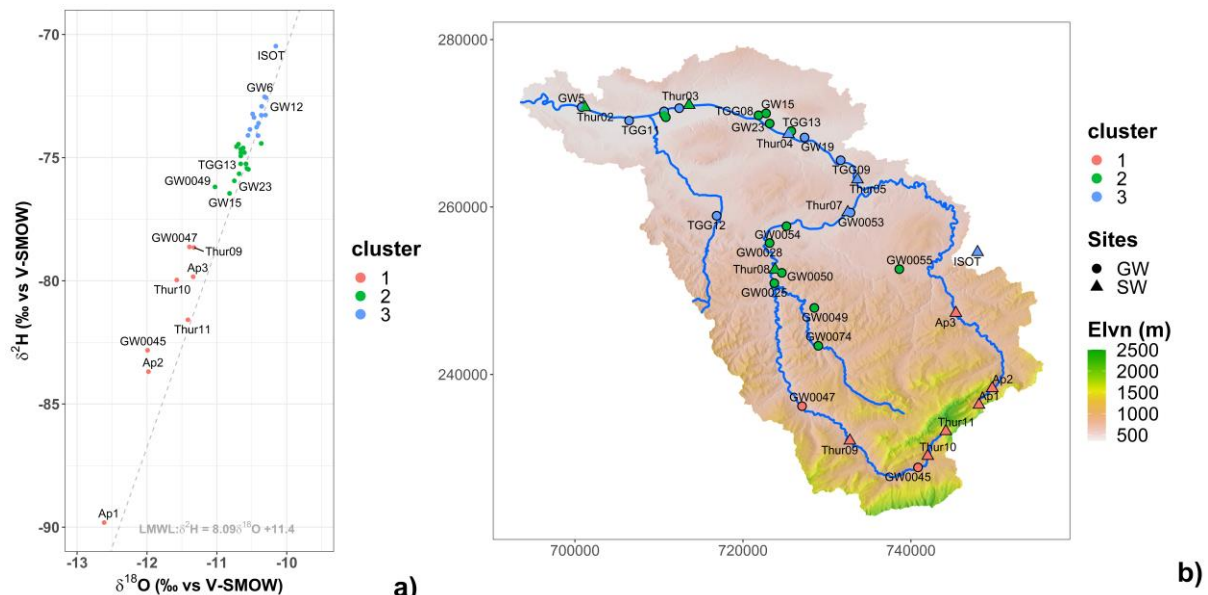 -70
-75
-80
-85
-90
-13
-12
-11
-10
δ²H (‰ vs V-SMOW)
δ¹⁸O (‰ vs V-SMOW)
ISOT
GW6
GW12
TGG13
GW0049
GW23
GW15
GW0047
Thur09
Ap3
Thur10
Thur11
GW0045
Ap2
Ap1
LMWL:δ²H = 8.09δ¹⁸O +11.4
cluster
1
2
3
a)
280000
260000
240000
700000
720000
740000
GW5
Thur02
Thur03
TGG11
TGG08
GW15
GW23
TGG13
Thur04
GW19
TGG09
Thur05
Thur07
GW0053
TGG12
GW0054
GW0028
Thur08
GW0050
GW0025
GW0055
ISOT
GW0049
GW0074
Ap3
GW0047
Ap2
Ap1
Thur09
Thur11
Thur10
GW0045
cluster
1
2
3
Sites
GW
SW
Elvn (m)
2500
2000
1500
1000
500
b)